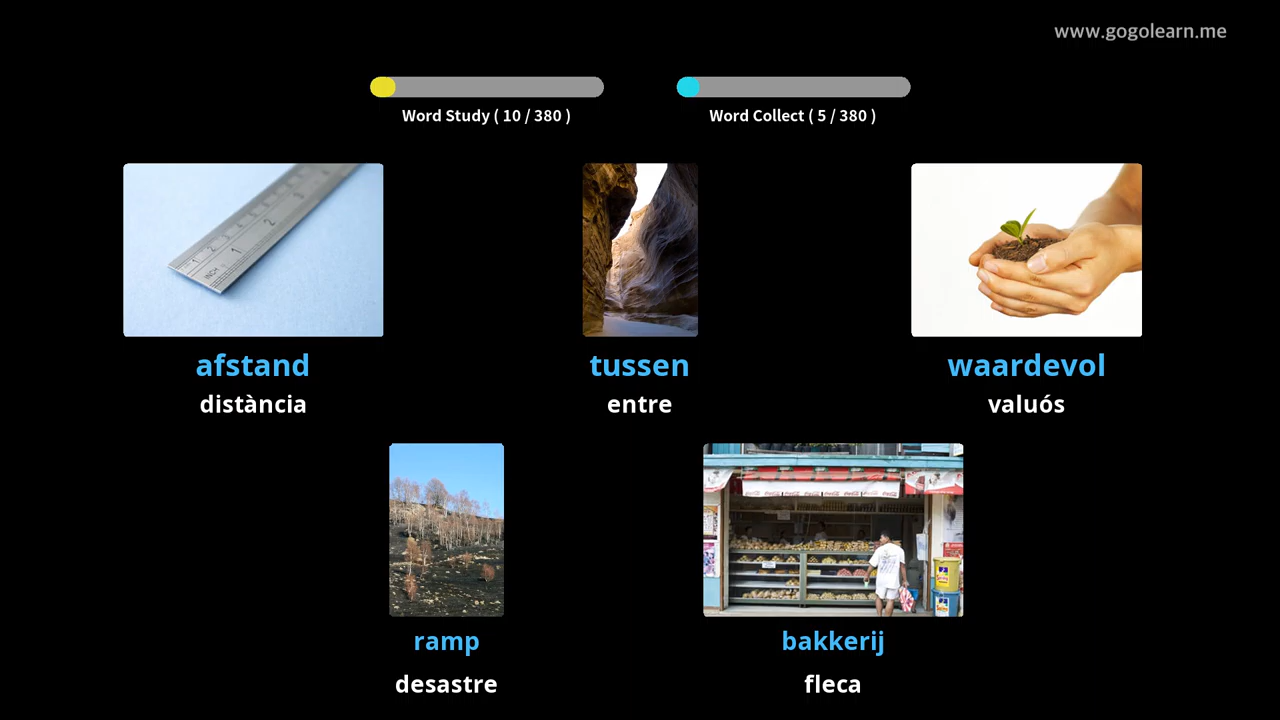 www.gogolearn.me
Word Study ( 10 / 380 )
Word Collect ( 5 / 380 )
afstand
distància
tussen
entre
waardevol
valuós
ramp
desastre
bakkerij
fleca